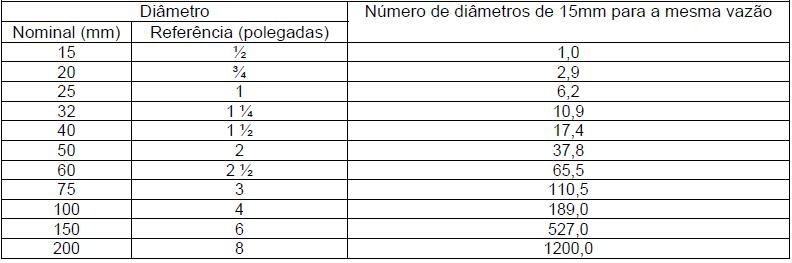 Diâmetro Número de diâmetros de 15mm para a mesma vazão
Nominal (mm) Referência (polegadas)
15 ½ 1,0
20 ¾ 2,9
25 1 6,2
32 1 ¼ 10,9
40 1 ½ 17,4
50 2 37,8
60 2 ½ 65,5
75 3 110,5
100 4 189,0
150 6 527,0
200 8 1200,0